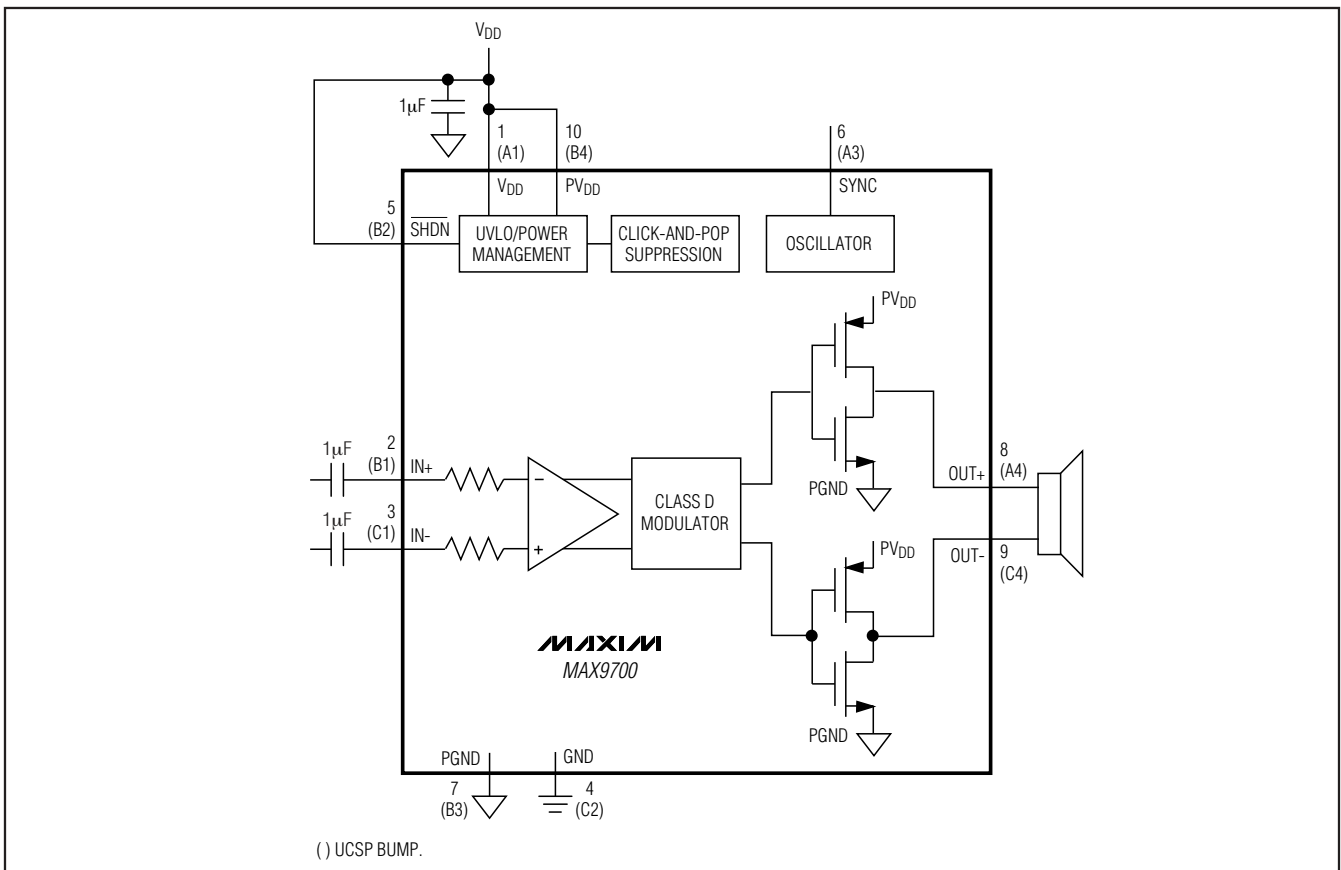 VDD
1μF
1
(A1)
10
(B4)
6
(A3)
VDD
PVDD
SYNC
5
(B2)
SHDN
UVLO/POWER
MANAGEMENT
CLICK-AND-POP
SUPPRESSION
OSCILLATOR
PVDD
1μF
2
(B1)
IN+
−
CLASS D
MODULATOR
PGND
OUT+
8
(A4)
1μF
3
(C1)
IN-
+
PVDD
OUT-
9
(C4)
MAXIM
MAX9700
PGND
PGND
GND
7
(B3)
4
(C2)
( ) UCSP BUMP.